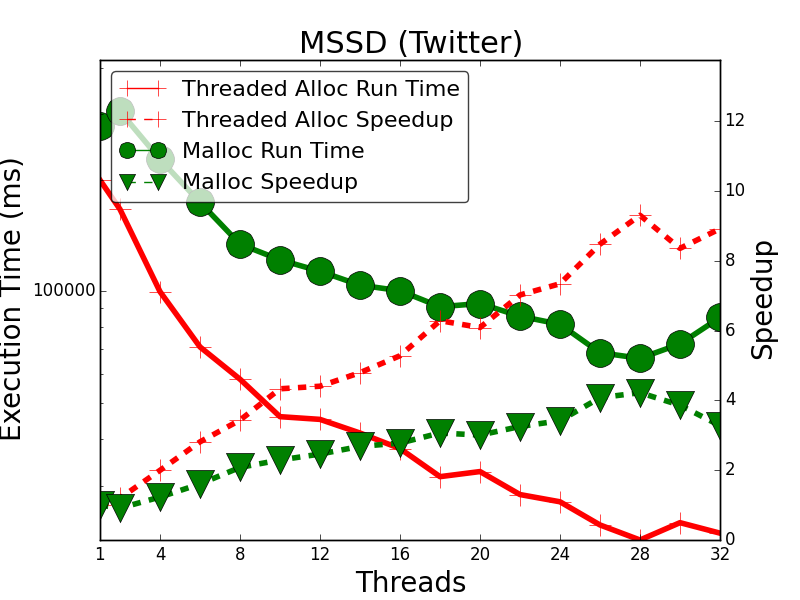 MSSD (Twitter)
Threaded Alloc Run Time
Threaded Alloc Speedup
Malloc Run Time
Malloc Speedup
Execution Time (ms)
100000
12
10
8
6
4
2
0
Speedup
1 4 8 12 16 20 24 28 32
Threads